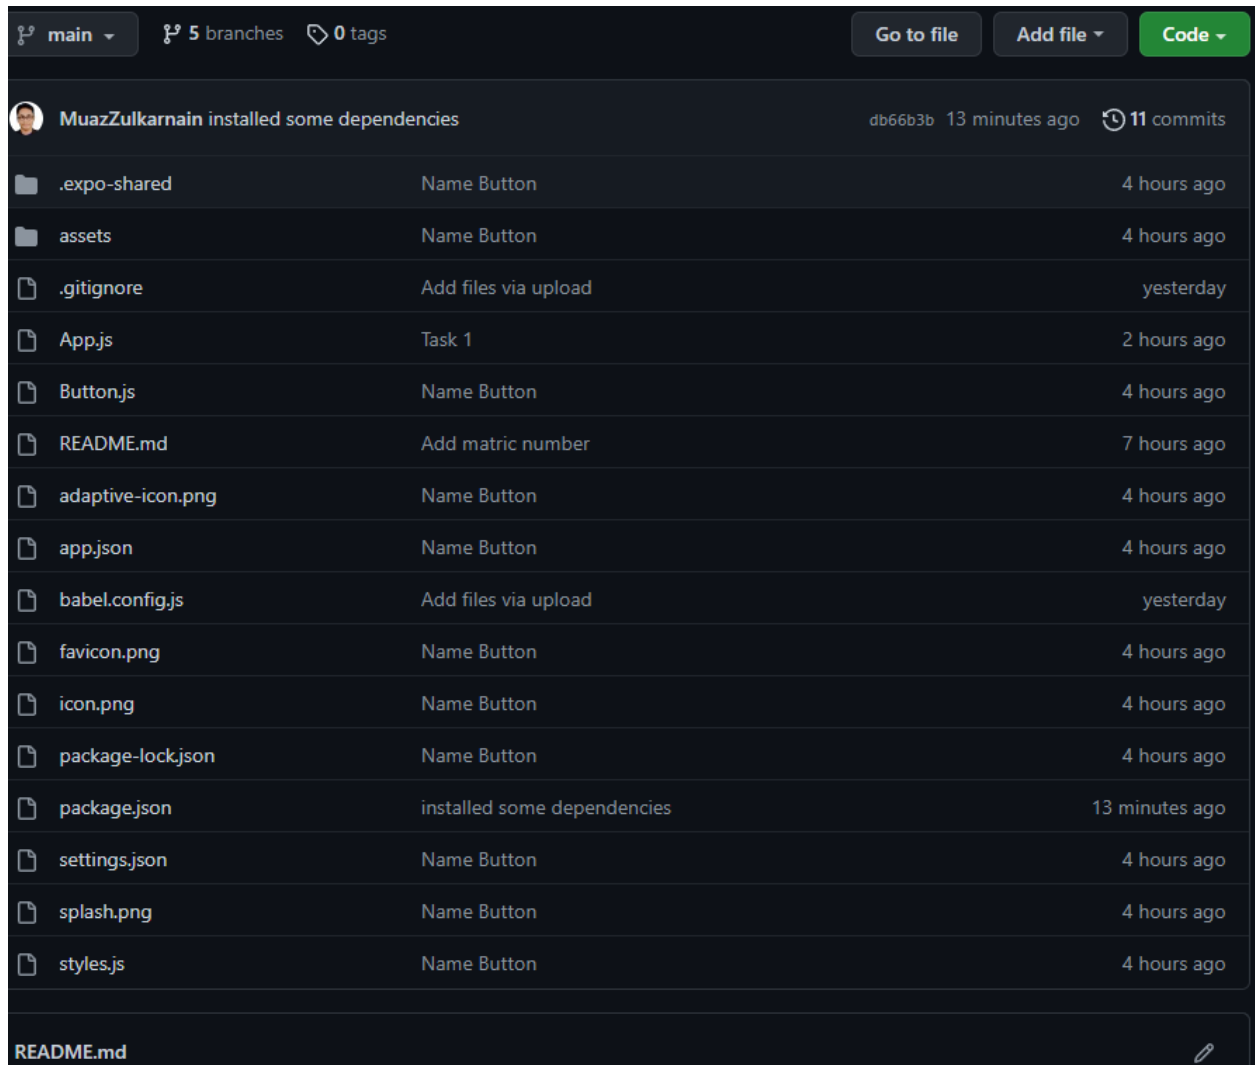 main 5 branches 0 tags Go to file Add file Code
MuazZulkarnain installed some dependencies db66b3b 13 minutes ago 11 commits
.expo-shared Name Button 4 hours ago
assets Name Button 4 hours ago
.gitignore Add files via upload yesterday
App.js Task 1 2 hours ago
Button.js Name Button 4 hours ago
README.md Add matric number 7 hours ago
adaptive-icon.png Name Button 4 hours ago
app.json Name Button 4 hours ago
babel.config.js Add files via upload yesterday
favicon.png Name Button 4 hours ago
icon.png Name Button 4 hours ago
package-lock.json Name Button 4 hours ago
package.json installed some dependencies 13 minutes ago
settings.json Name Button 4 hours ago
splash.png Name Button 4 hours ago
styles.js Name Button 4 hours ago
README.md